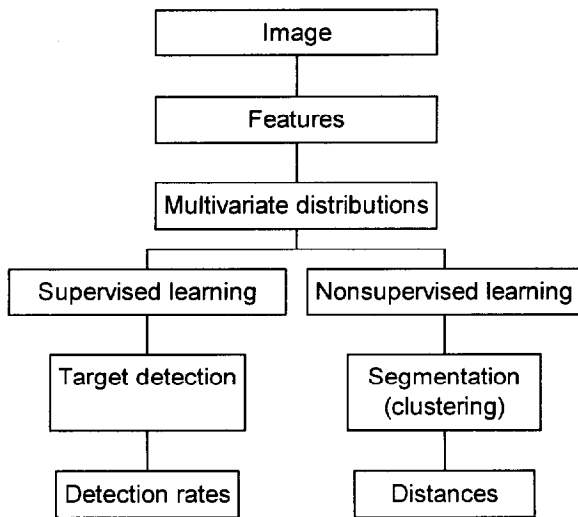 Image
Features
Multivariate distributions
Supervised learning
Nonsupervised learning
Target detection
Segmentation
(clustering)
Detection rates
Distances